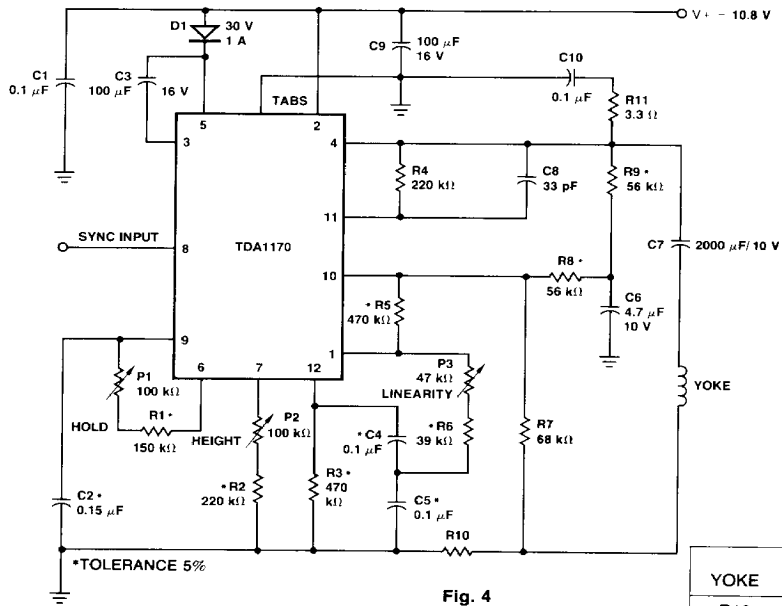 D1 30 V
1 A
V+ – 10.8 V
C1
0.1 μF
C3
100 μF
16 V
C9
100 μF
16 V
C10
0.1 μF
R11
3.3 Ω
TABS
5
2
3
4
R4
220 kΩ
C8
33 pF
R9*
56 kΩ
11
C7
2000 μF/10 V
SYNC INPUT
8
TDA1170
10
R8*
56 kΩ
*R5
470 kΩ
C6
4.7 μF
10 V
9
1
6
7
12
P1
100 kΩ
HOLD
R1*
150 kΩ
P2
100 kΩ
HEIGHT
P3
47 kΩ
LINEARITY
YOKE
*C4
0.1 μF
*R6
39 kΩ
R7
68 kΩ
C2*
0.15 μF
*R2
220 kΩ
R3*
470
kΩ
C5*
0.1 μF
R10
*TOLERANCE 5%
Fig. 4
YOKE